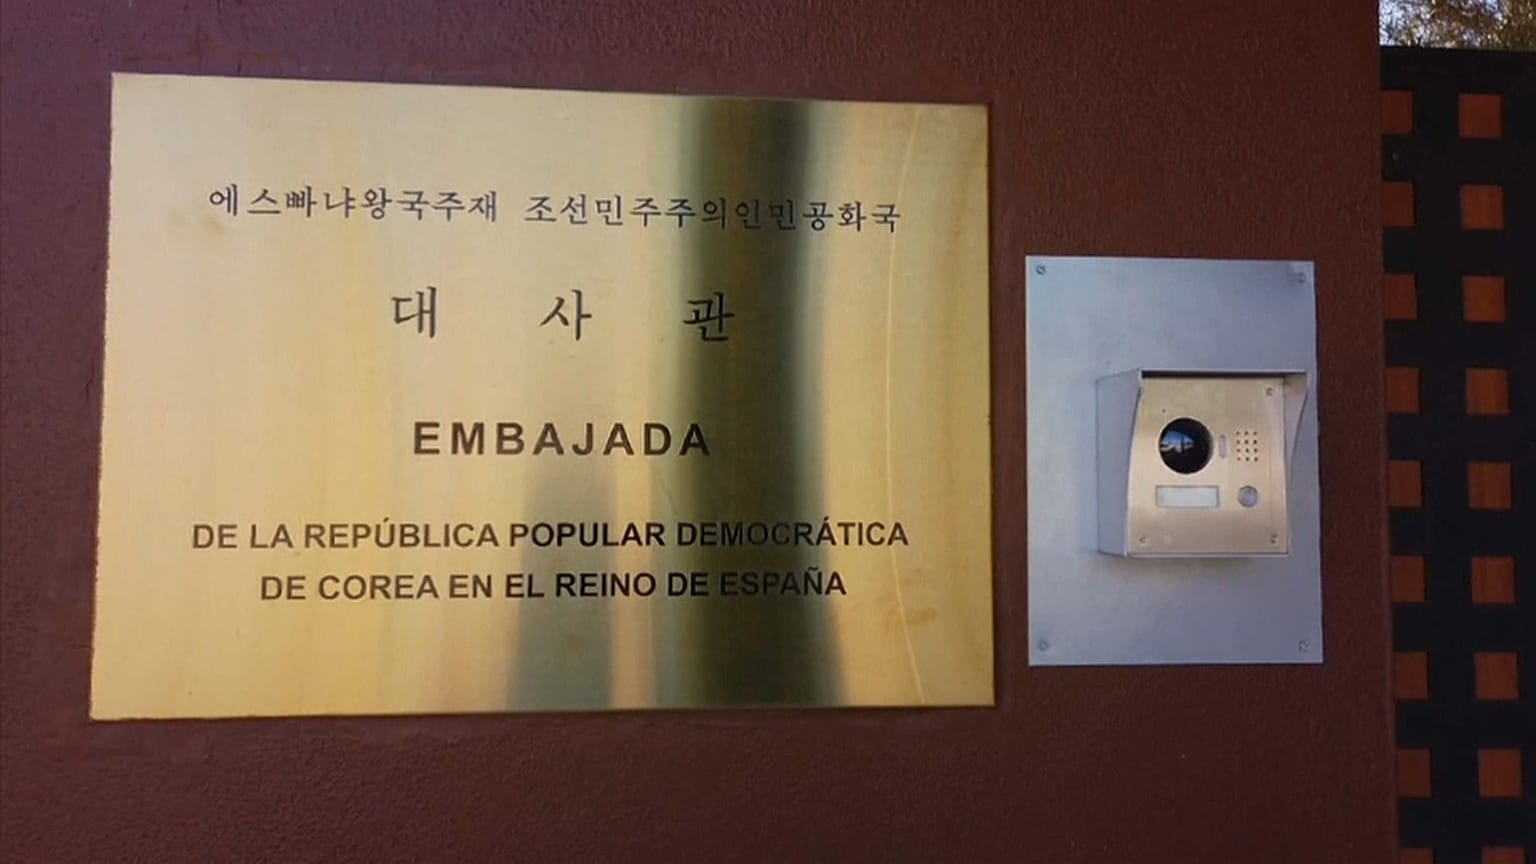 에스빠냐왕국주재 조선민주주의인민공화국
대 사 관
EMBAJADA
DE LA REPÚBLICA POPULAR DEMOCRÁTICA
DE COREA EN EL REINO DE ESPAÑA